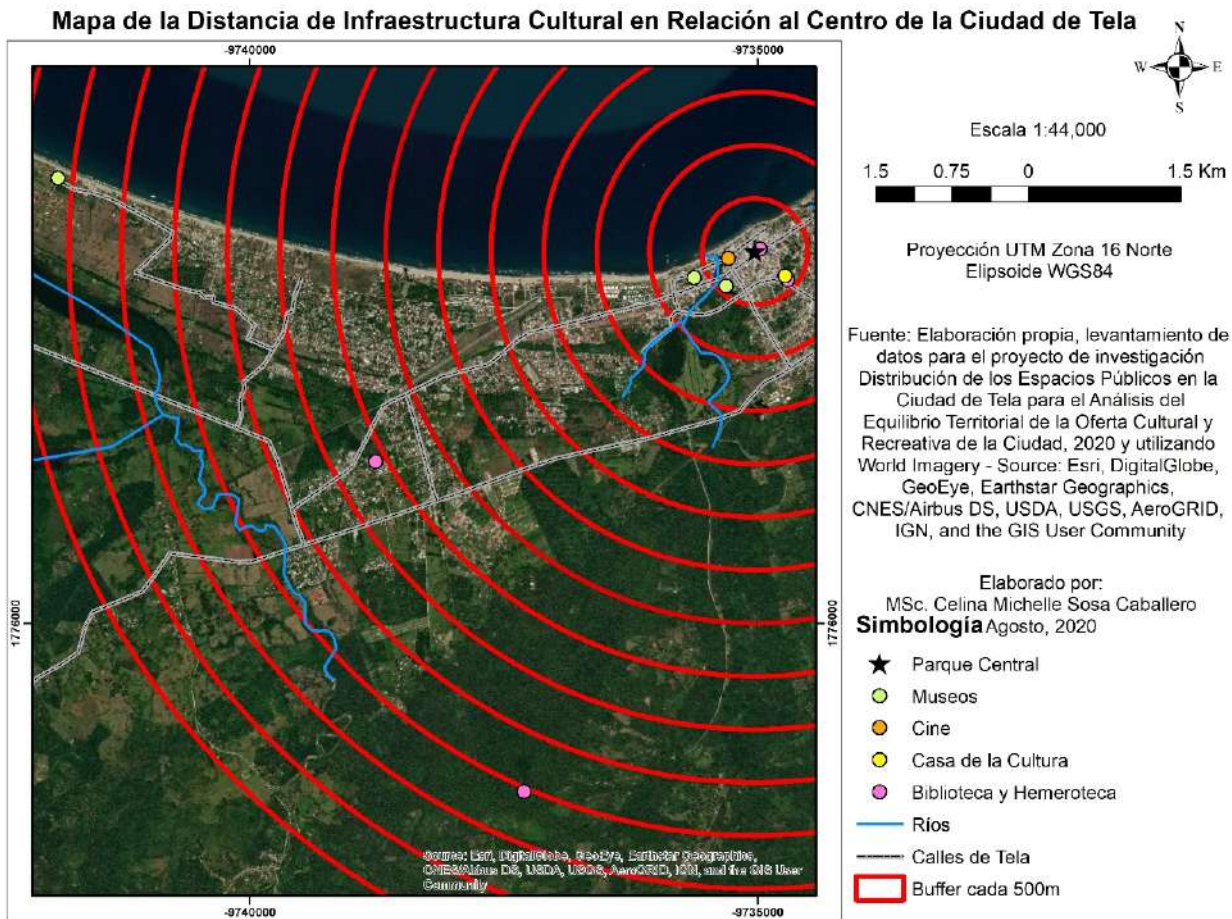 Mapa de la Distancia de Infraestructura Cultural en Relación al Centro de la Ciudad de Tela
N
W E
S
-9740000
-9735000
1776000
1776000
-9740000
-9735000
Source: Esri, DigitalGlobe, GeoEye, Earthstar Geographics,
CNES/Airbus DS, USDA, USGS, AeroGRID, IGN, and the GIS User
Community
Escala 1:44,000
1.5 0.75 0 1.5 Km
Proyección UTM Zona 16 Norte
Elipsoide WGS84
Fuente: Elaboración propia, levantamiento de
datos para el proyecto de investigación
Distribución de los Espacios Públicos en la
Ciudad de Tela para el Análisis del
Equilibrio Territorial de la Oferta Cultural y
Recreativa de la Ciudad, 2020 y utilizando
World Imagery - Source: Esri, DigitalGlobe,
GeoEye, Earthstar Geographics,
CNES/Airbus DS, USDA, USGS, AeroGRID,
IGN, and the GIS User Community
Elaborado por:
MSc. Celina Michelle Sosa Caballero
Simbología Agosto, 2020
Parque Central
Museos
Cine
Casa de la Cultura
Biblioteca y Hemeroteca
Ríos
Calles de Tela
Buffer cada 500m